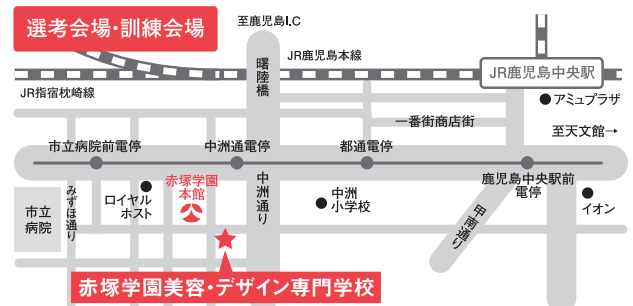 選考会場・訓練会場
至鹿児島I.C
JR鹿児島本線
JR鹿児島中央駅
JR指宿枕崎線
曙陸橋
アミュプラザ
一番街商店街
至天文館→
市立病院前電停
中洲通電停
都通電停
鹿児島中央駅前
電停
みずほ通り
ロイヤル
ホスト
赤塚学園
本館
中洲通り
中洲
小学校
甲南通り
イオン
市立
病院
赤塚学園美容・デザイン専門学校